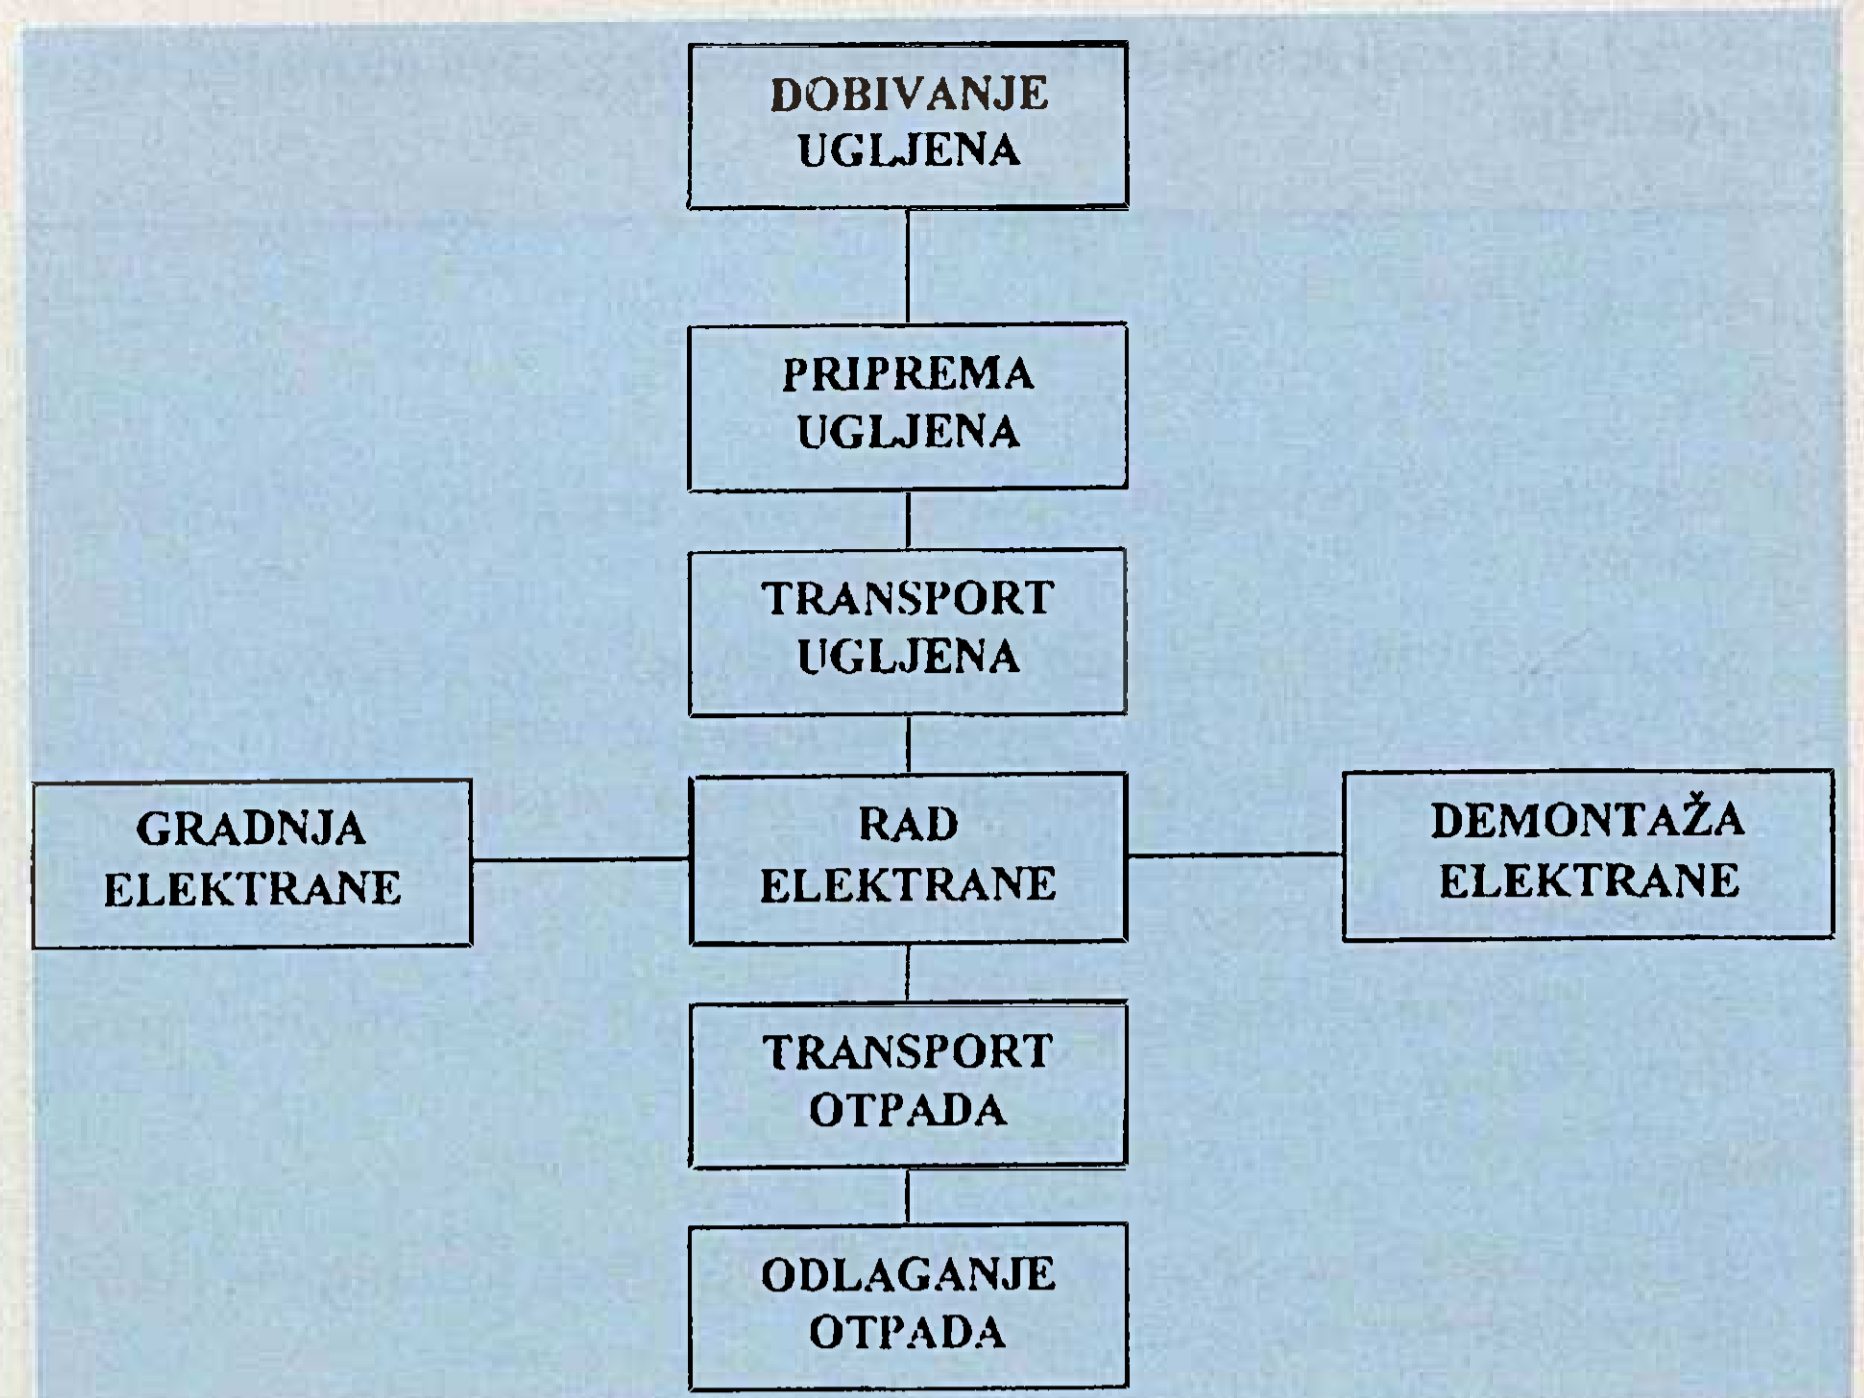 DOBIVANJE
UGLJENA
PRIPREMA
UGLJENA
TRANSPORT
UGLJENA
GRADNJA
ELEKTRANE
RAD
ELEKTRANE
DEMONTAŽA
ELEKTRANE
TRANSPORT
OTPADA
ODLAGANJE
OTPADA